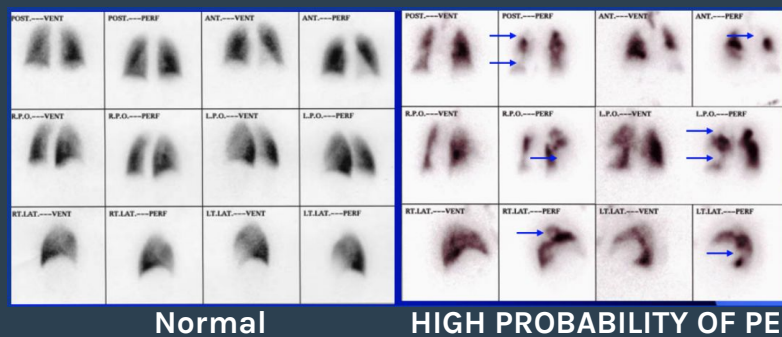 POST.---VENT POST.---PERF ANT.---VENT ANT.---PERF
R.P.O.---VENT R.P.O.---PERF L.P.O.---VENT L.P.O.---PERF
RT.LAT.---VENT RT.LAT.---PERF LT.LAT.---VENT LT.LAT.---PERF
Normal
POST.---VENT POST.---PERF ANT.---VENT ANT.---PERF
R.P.O.---VENT R.P.O.---PERF L.P.O.---VENT L.P.O.---PERF
RT.LAT.---VENT RT.LAT.---PERF LT.LAT.---VENT LT.LAT.---PERF
HIGH PROBABILITY OF PE